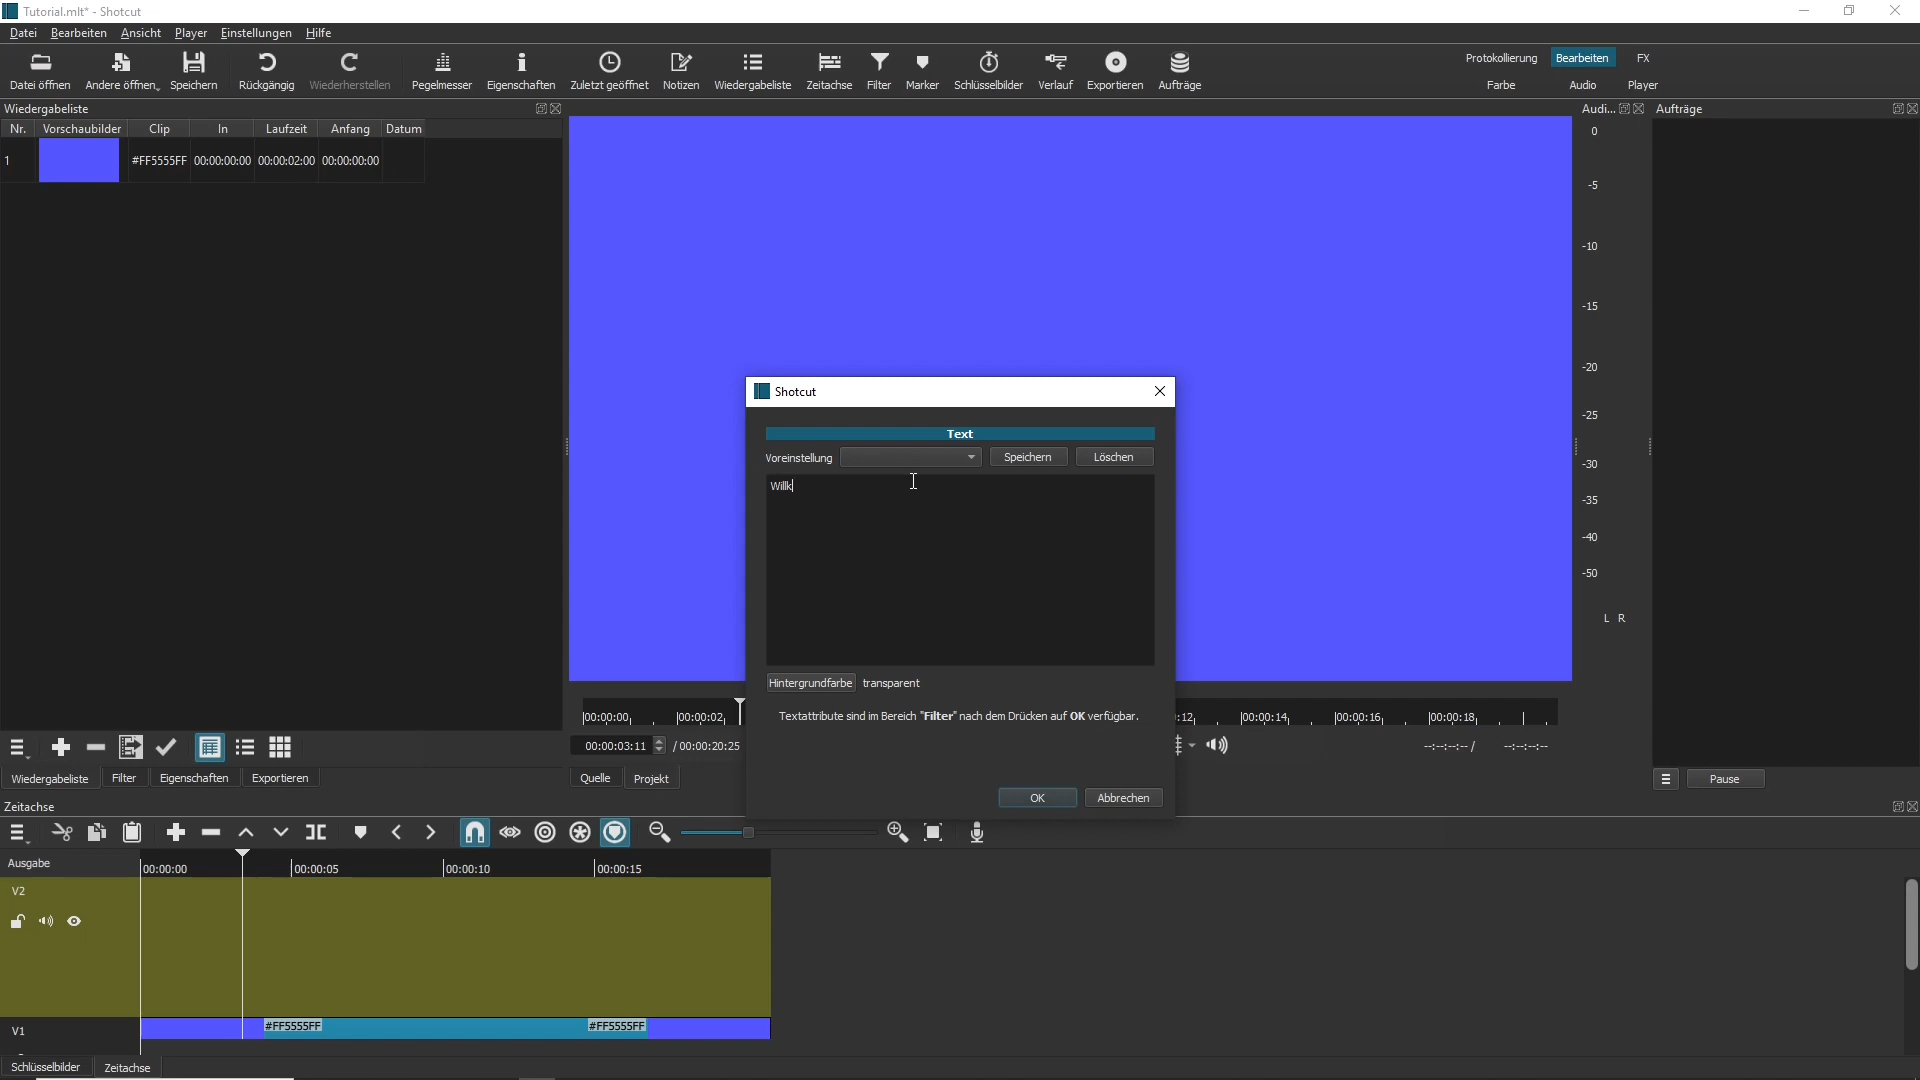 Tutorial.mlt* - Shotcut
Datei Bearbeiten Ansicht Player Einstellungen Hilfe
Datei öffnen Andere öffnen Speichern Rückgängig Wiederherstellen Pegelmesser Eigenschaften Zuletzt geöffnet Notizen Wiedergabeliste Zeitachse Filter Marker Schlüsselbilder Verlauf Exportieren Aufträge
Protokollierung Bearbeiten FX
Farbe Audio Player
Wiedergabeliste
Nr. Vorschaubilder Clip In Laufzeit Anfang Datum
1 #FF5555FF 00:00:00:00 00:00:02:00 00:00:00:00
Audi... Aufträge
0
-5
-10
-15
-20
-25
-30
-35
-40
-50
L R
Shotcut
Text
Voreinstellung Speichern Löschen
Willk
Hintergrundfarbe transparent
Textattribute sind im Bereich "Filter" nach dem Drücken auf OK verfügbar.
OK Abbrechen
00:00:00 00:00:02 :12 00:00:14 00:00:16 00:00:18
00:00:03:11 / 00:00:20:25 --:--:--:-- / --:--:--:--
Wiedergabeliste Filter Eigenschaften Exportieren Quelle Projekt Pause
Zeitachse
Ausgabe 00:00:00 00:00:05 00:00:10 00:00:15
V2
V1 #FF5555FF #FF5555FF
Schlüsselbilder Zeitachse